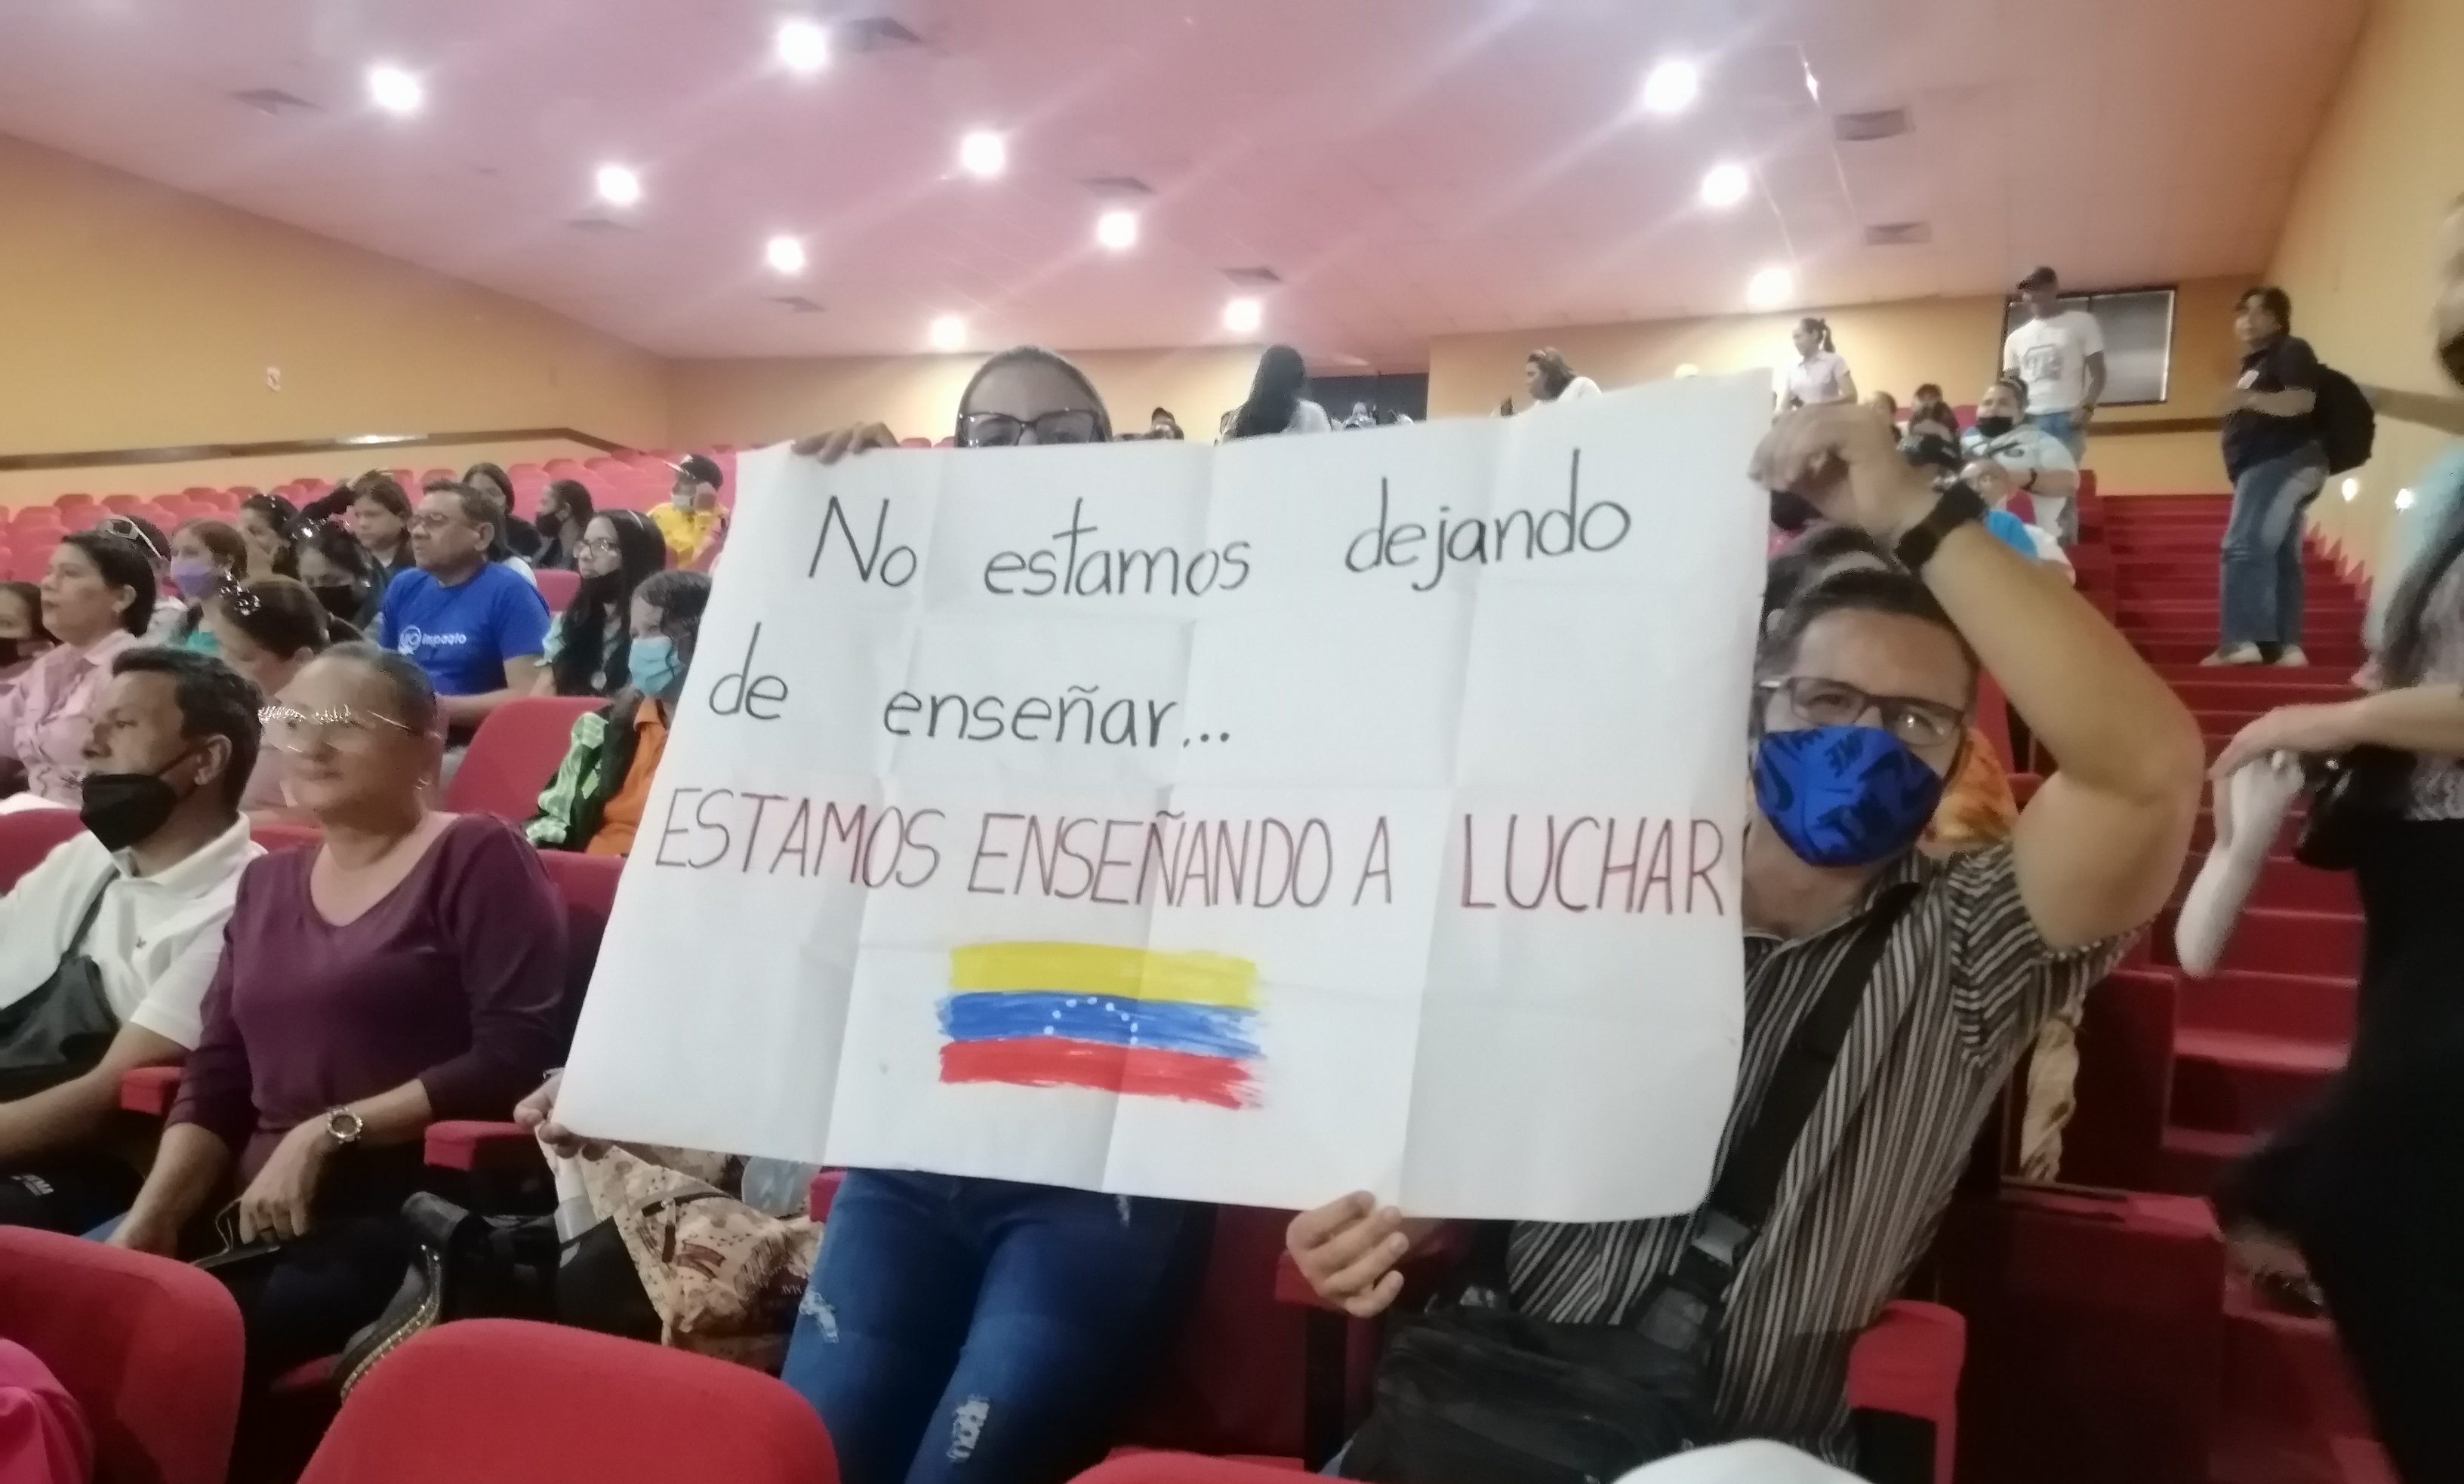 No estamos dejando
de enseñar...
ESTAMOS ENSEÑANDO A LUCHAR